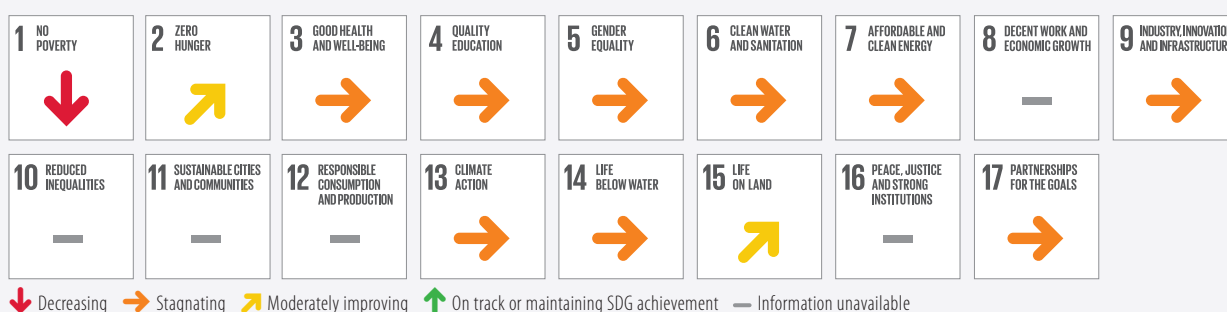 1 NO POVERTY
2 ZERO HUNGER
3 GOOD HEALTH AND WELL-BEING
4 QUALITY EDUCATION
5 GENDER EQUALITY
6 CLEAN WATER AND SANITATION
7 AFFORDABLE AND CLEAN ENERGY
8 DECENT WORK AND ECONOMIC GROWTH
9 INDUSTRY, INNOVATIO AND INFRASTRUCTUR
10 REDUCED INEQUALITIES
11 SUSTAINABLE CITIES AND COMMUNITIES
12 RESPONSIBLE CONSUMPTION AND PRODUCTION
13 CLIMATE ACTION
14 LIFE BELOW WATER
15 LIFE ON LAND
16 PEACE, JUSTICE AND STRONG INSTITUTIONS
17 PARTNERSHIPS FOR THE GOALS
Decreasing Stagnating Moderately improving On track or maintaining SDG achievement Information unavailable